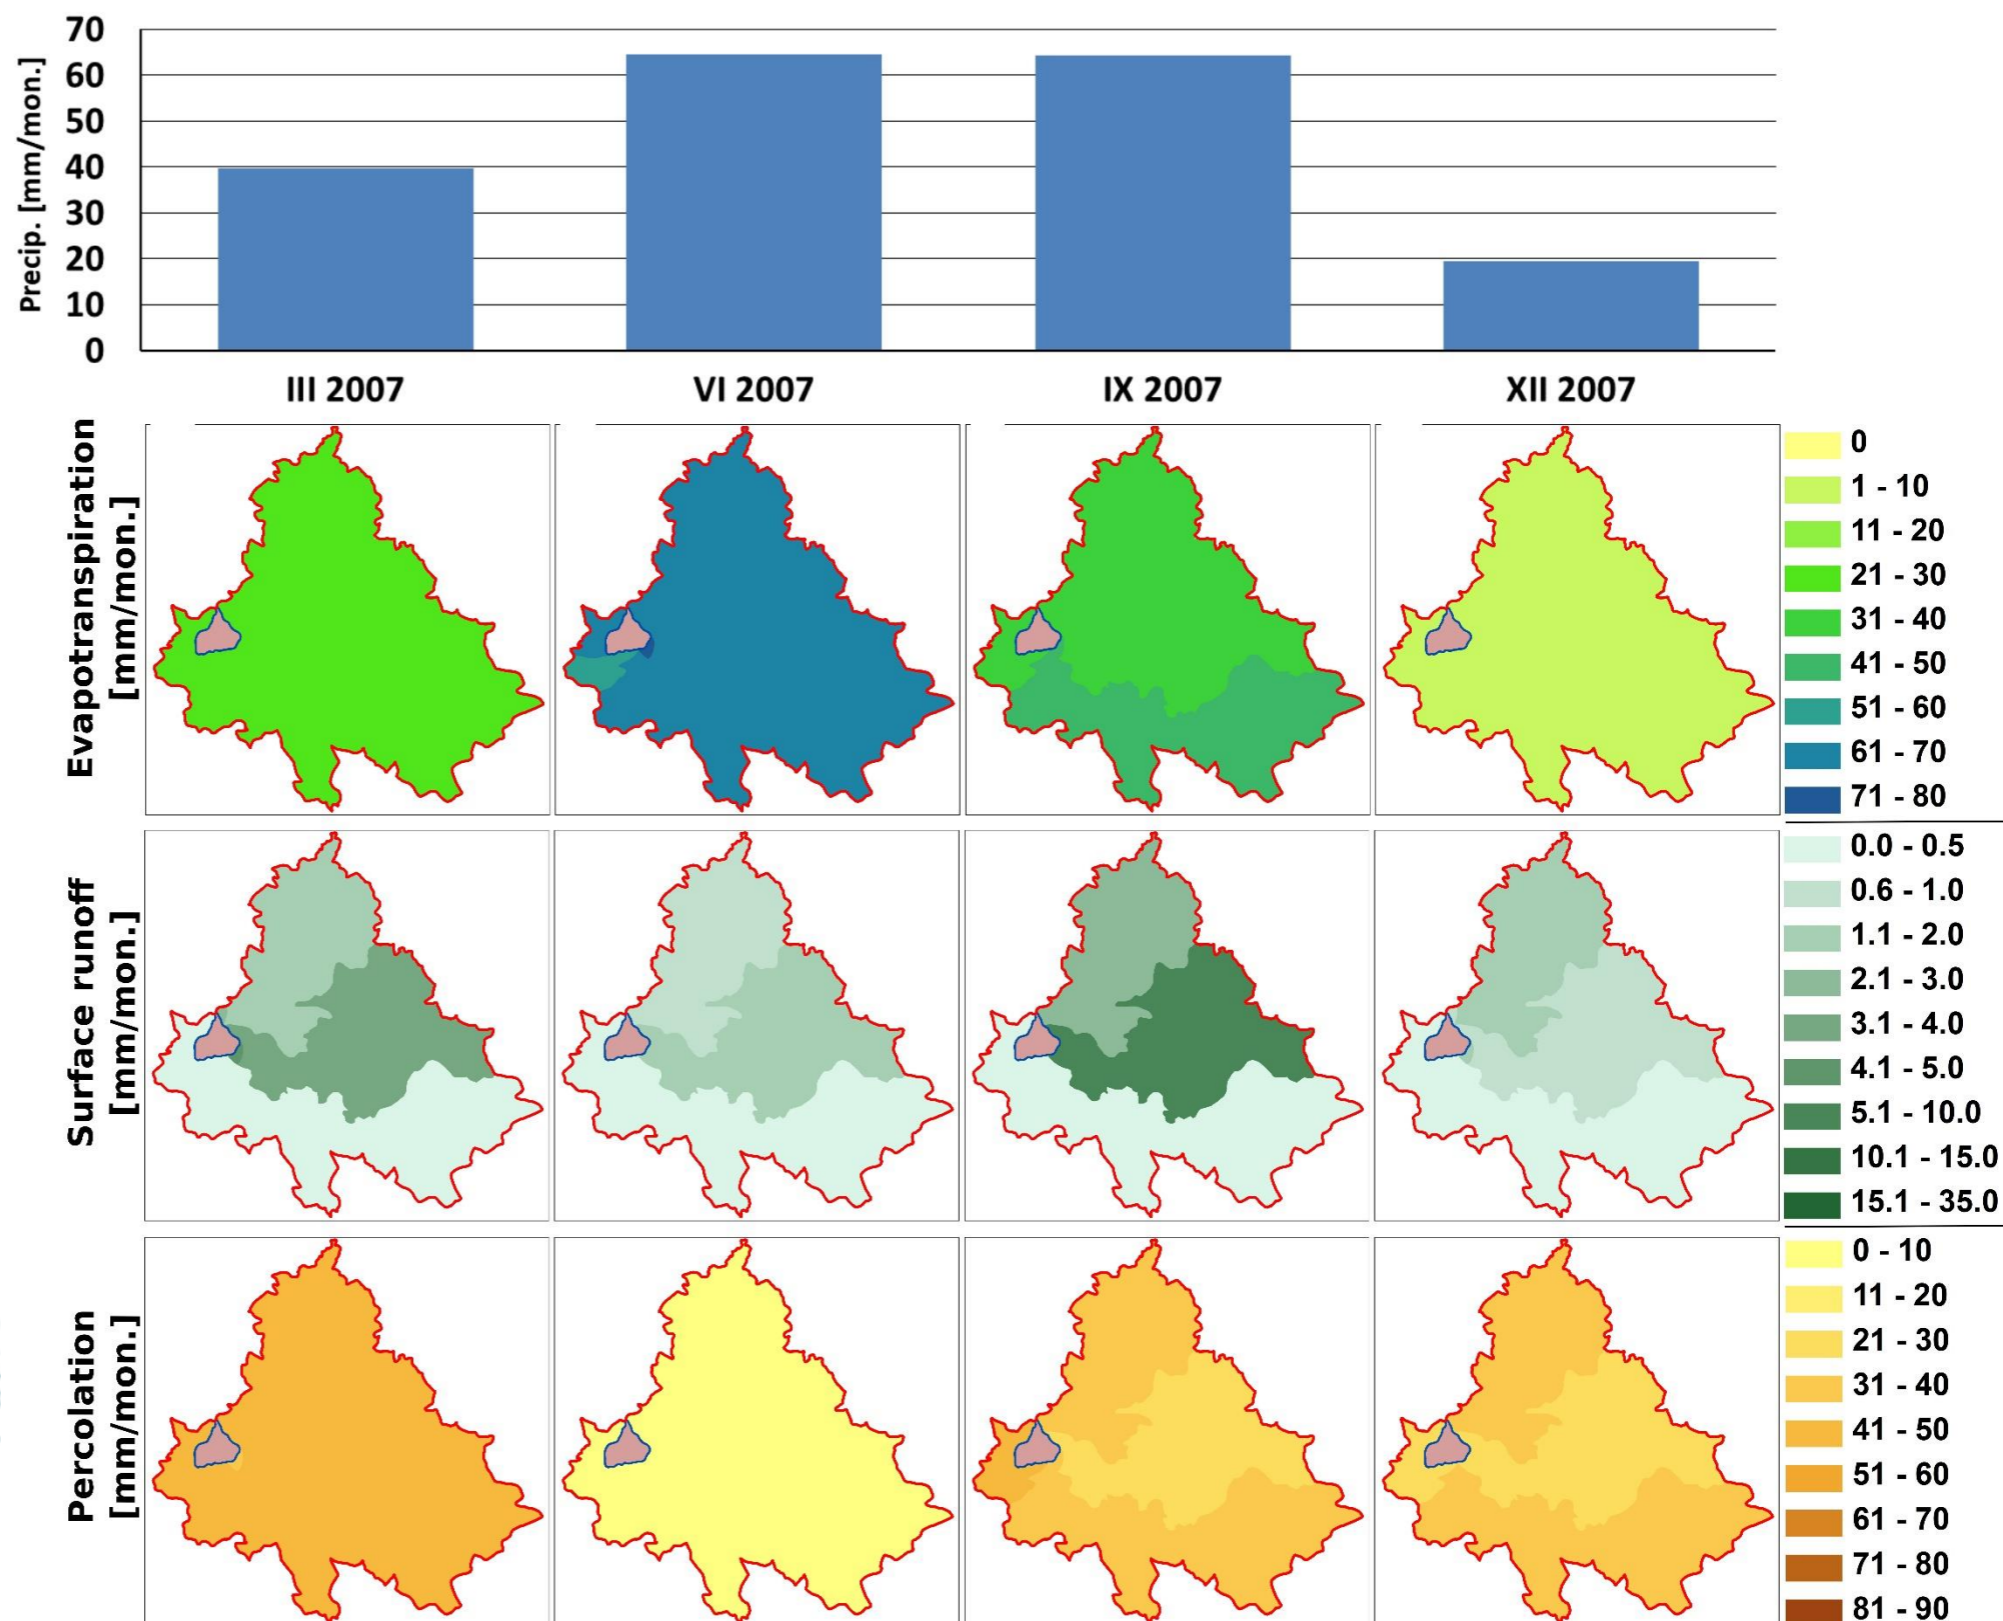 70
60
50
40
30
20
10
0
Precip. [mm/mon.]
III 2007
VI 2007
IX 2007
XII 2007
Evapotranspiration
[mm/mon.]
0
1 - 10
11 - 20
21 - 30
31 - 40
41 - 50
51 - 60
61 - 70
71 - 80
Surface runoff
[mm/mon.]
0.0 - 0.5
0.6 - 1.0
1.1 - 2.0
2.1 - 3.0
3.1 - 4.0
4.1 - 5.0
5.1 - 10.0
10.1 - 15.0
15.1 - 35.0
Percolation
[mm/mon.]
0 - 10
11 - 20
21 - 30
31 - 40
41 - 50
51 - 60
61 - 70
71 - 80
81 - 90